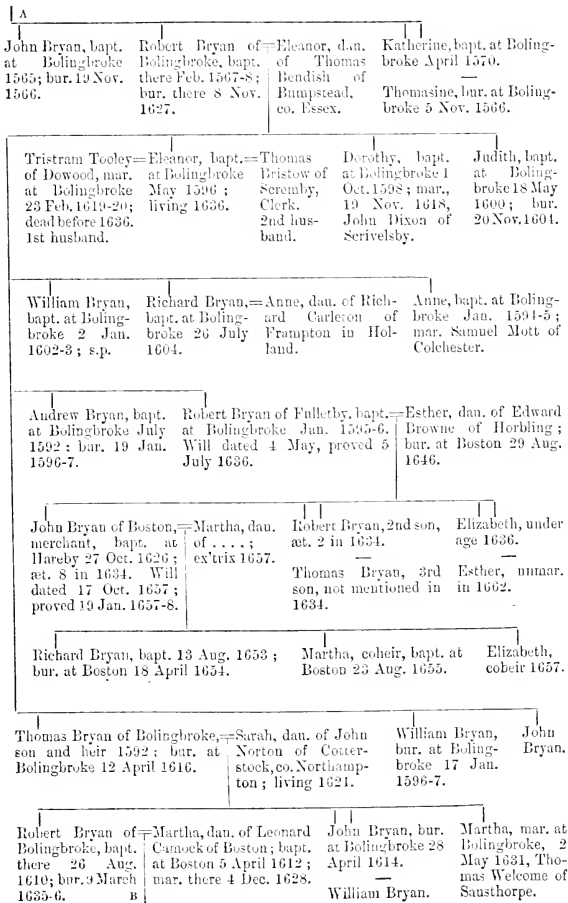 A
John Bryan, bapt.
at Bolingbroke
1565; bur. 19 Nov.
1566.
Robert Bryan of
Bolingbroke, bapt.
there Feb. 1567-8;
bur. there 8 Nov.
1627.
=Eleanor, dau.
of Thomas
Bendish of
Bumpstead,
co. Essex.
Katherine, bapt. at Boling-
broke April 1570.
—
Thomasine, bur. at Boling-
broke 5 Nov. 1566.
Tristram Tooley
of Dowood, mar.
at Bolingbroke
23 Feb. 1619-20;
dead before 1636.
1st husband.
=Eleanor, bapt.
at Bolingbroke
May 1596;
living 1636.
=Thomas
Bristow of
Scremby,
Clerk.
2nd hus-
band.
Dorothy, bapt.
at Bolingbroke 1
Oct. 1598; mar.,
19 Nov. 1618,
John Dixon of
Scrivelsby.
Judith, bapt.
at Boling-
broke 18 May
1600; bur.
20 Nov. 1604.
William Bryan,
bapt. at Boling-
broke 2 Jan.
1602-3; s.p.
Richard Bryan,
bapt. at Boling-
broke 26 July
1604.
=Anne, dau. of Rich-
ard Carleton of
Frampton in Hol-
land.
Anne, bapt. at Boling-
broke Jan. 1594-5;
mar. Samuel Mott of
Colchester.
Andrew Bryan, bapt.
at Bolingbroke July
1592; bur. 19 Jan.
1596-7.
Robert Bryan of Fulletby, bapt.
at Bolingbroke Jan. 1595-6.
Will dated 4 May, proved 5
July 1636.
=Esther, dau. of Edward
Browne of Horbling;
bur. at Boston 29 Aug.
1646.
John Bryan of Boston,
merchant, bapt. at
Hareby 27 Oct. 1626;
æt. 8 in 1634. Will
dated 17 Oct. 1657;
proved 19 Jan. 1657-8.
=Martha, dau.
of . . . . ;
ex'trix 1657.
Robert Bryan, 2nd son,
æt. 2 in 1634.
—
Thomas Bryan, 3rd
son, not mentioned in
1634.
Elizabeth, under
age 1636.
—
Esther, unmar.
in 1662.
Richard Bryan, bapt. 13 Aug. 1653;
bur. at Boston 18 April 1654.
Martha, coheir, bapt. at
Boston 23 Aug. 1655.
Elizabeth,
coheir 1657.
Thomas Bryan of Bolingbroke,
son and heir 1592; bur. at
Bolingbroke 12 April 1616.
=Sarah, dau. of John
Norton of Cotter-
stock, co. Northamp-
ton; living 1621.
William Bryan,
bur. at Boling-
broke 17 Jan.
1596-7.
John
Bryan.
Robert Bryan of
Bolingbroke, bapt.
there 26 Aug.
1610; bur. 9 March
1635-6.
B
=Martha, dau. of Leonard
Camock of Boston; bapt.
at Boston 5 April 1612;
mar. there 4 Dec. 1628.
John Bryan, bur.
at Bolingbroke 28
April 1614.
—
William Bryan.
Martha, mar. at
Bolingbroke, 2
May 1631, Tho-
mas Welcome of
Sausthorpe.